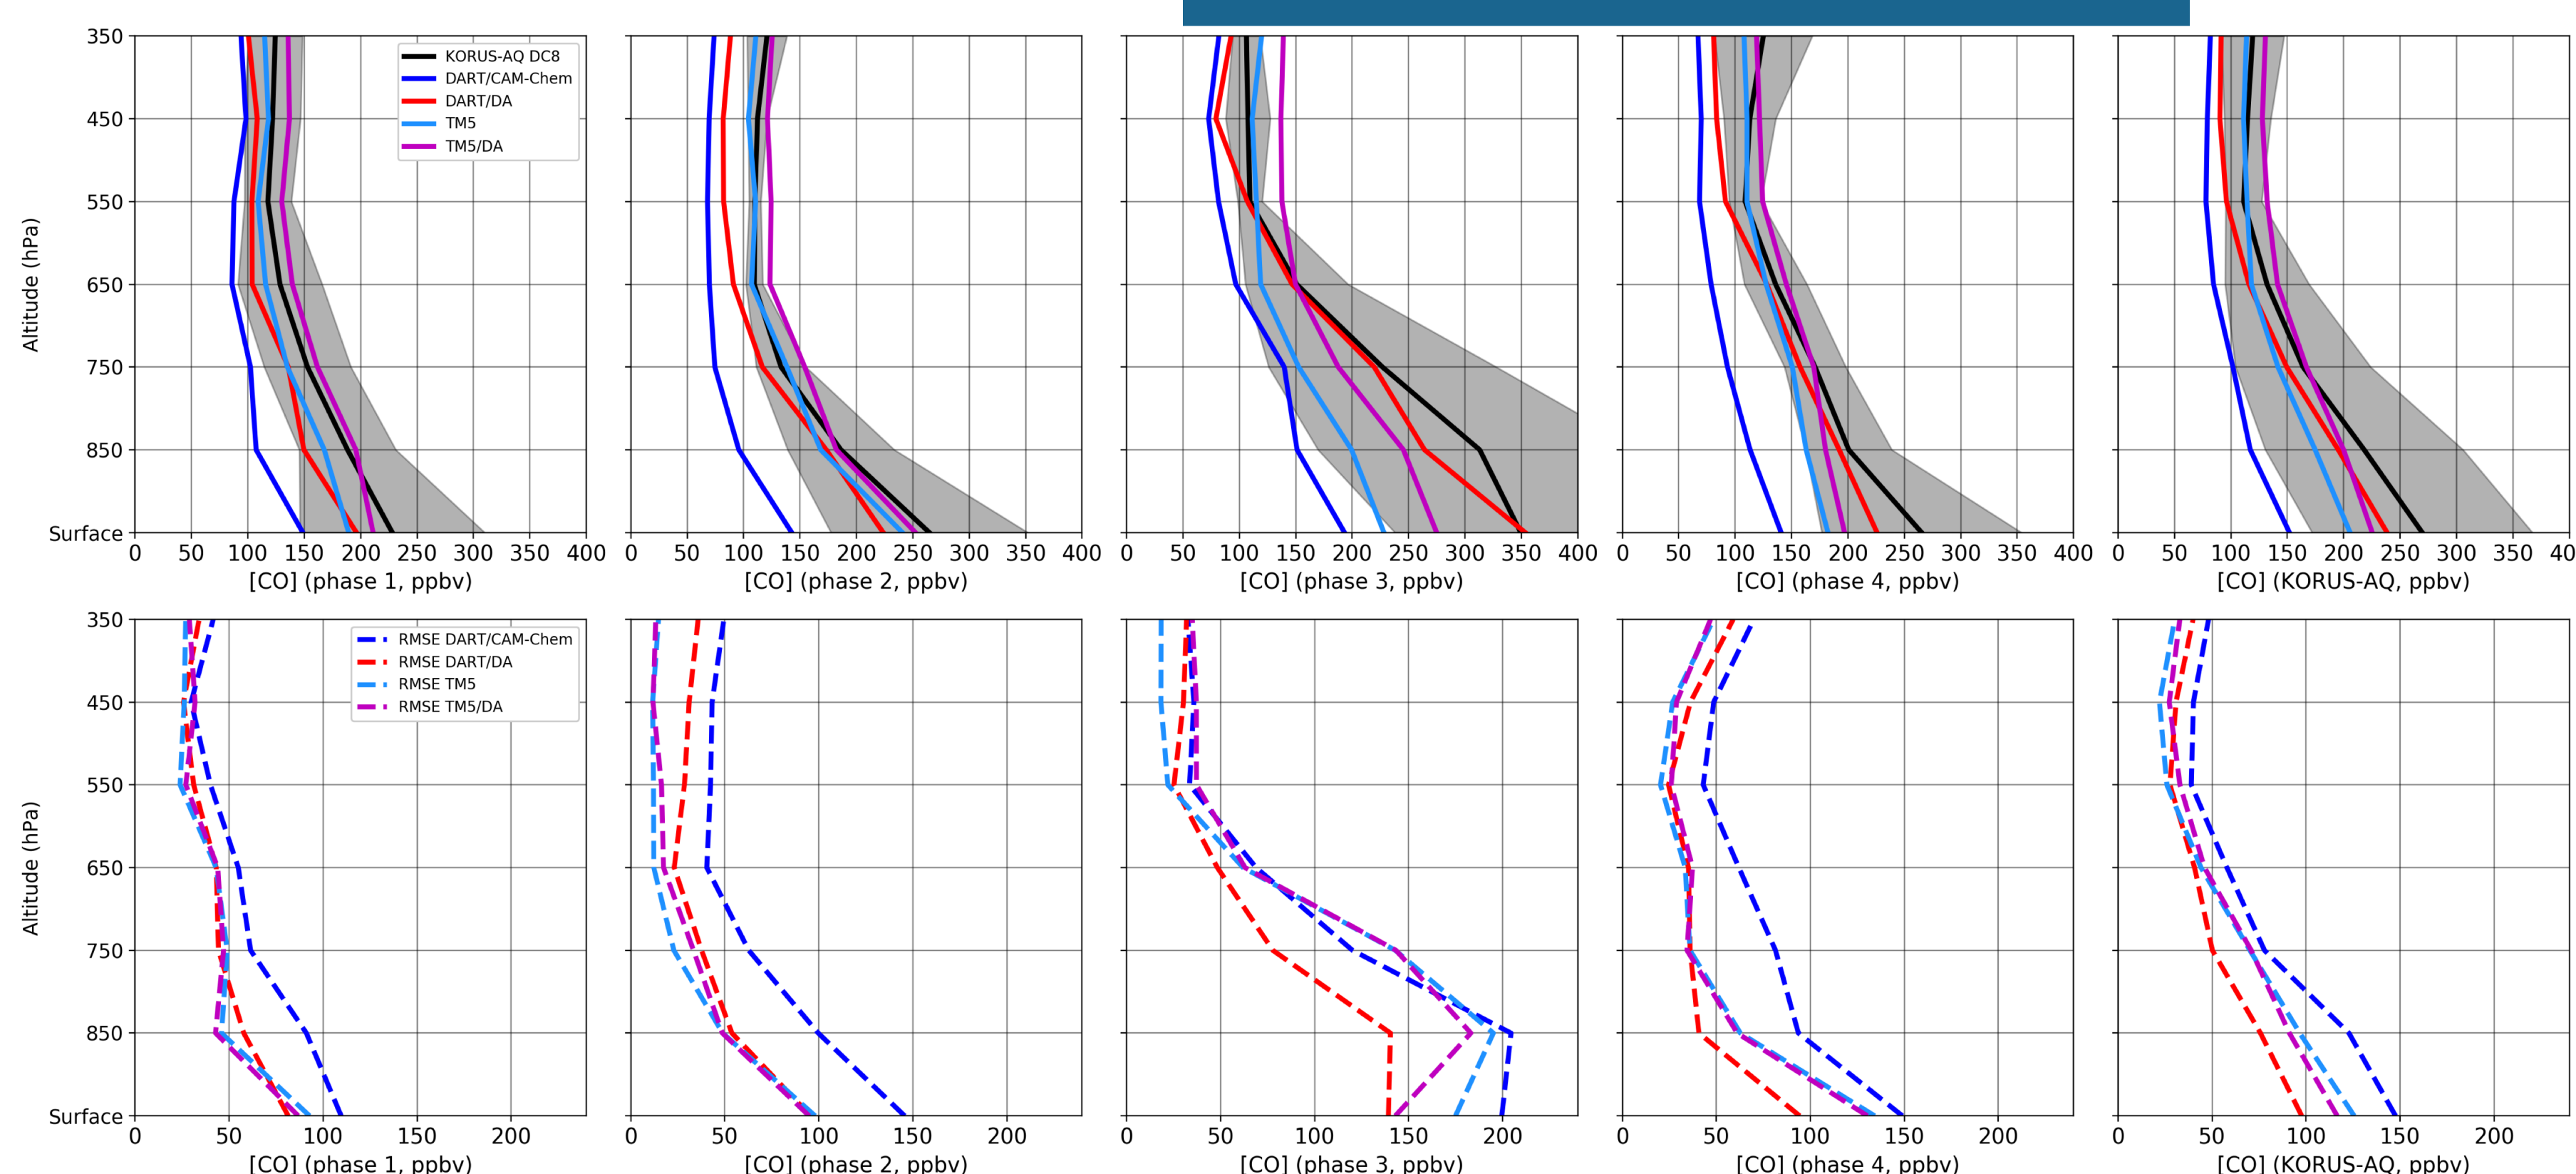 350
450
550
650
750
850
Surface
Altitude (hPa)
KORUS-AQ DC8
DART/CAM-Chem
DART/DA
TM5
TM5/DA
0 50 100 150 200 250 300 350 400
0 50 100 150 200 250 300 350 400
0 50 100 150 200 250 300 350 400
0 50 100 150 200 250 300 350 400
0 50 100 150 200 250 300 350 40
[CO] (phase 1, ppbv)
[CO] (phase 2, ppbv)
[CO] (phase 3, ppbv)
[CO] (phase 4, ppbv)
[CO] (KORUS-AQ, ppbv)
350
450
550
650
750
850
Surface
Altitude (hPa)
RMSE DART/CAM-Chem
RMSE DART/DA
RMSE TM5
RMSE TM5/DA
0 50 100 150 200
0 50 100 150 200
0 50 100 150 200
0 50 100 150 200
0 50 100 150 200
[CO] (phase 1, ppbv)
[CO] (phase 2, ppbv)
[CO] (phase 3, ppbv)
[CO] (phase 4, ppbv)
[CO] (KORUS-AQ, ppbv)